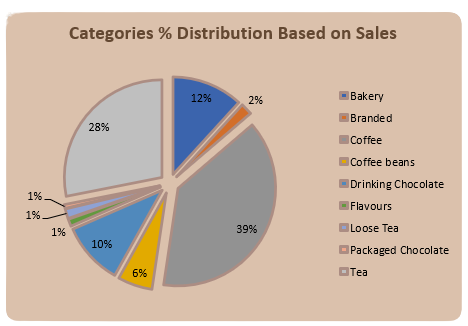 Categories % Distribution Based on Sales
12%
2%
28%
39%
1%
1%
1%
10%
6%
Bakery
Branded
Coffee
Coffee beans
Drinking Chocolate
Flavours
Loose Tea
Packaged Chocolate
Tea